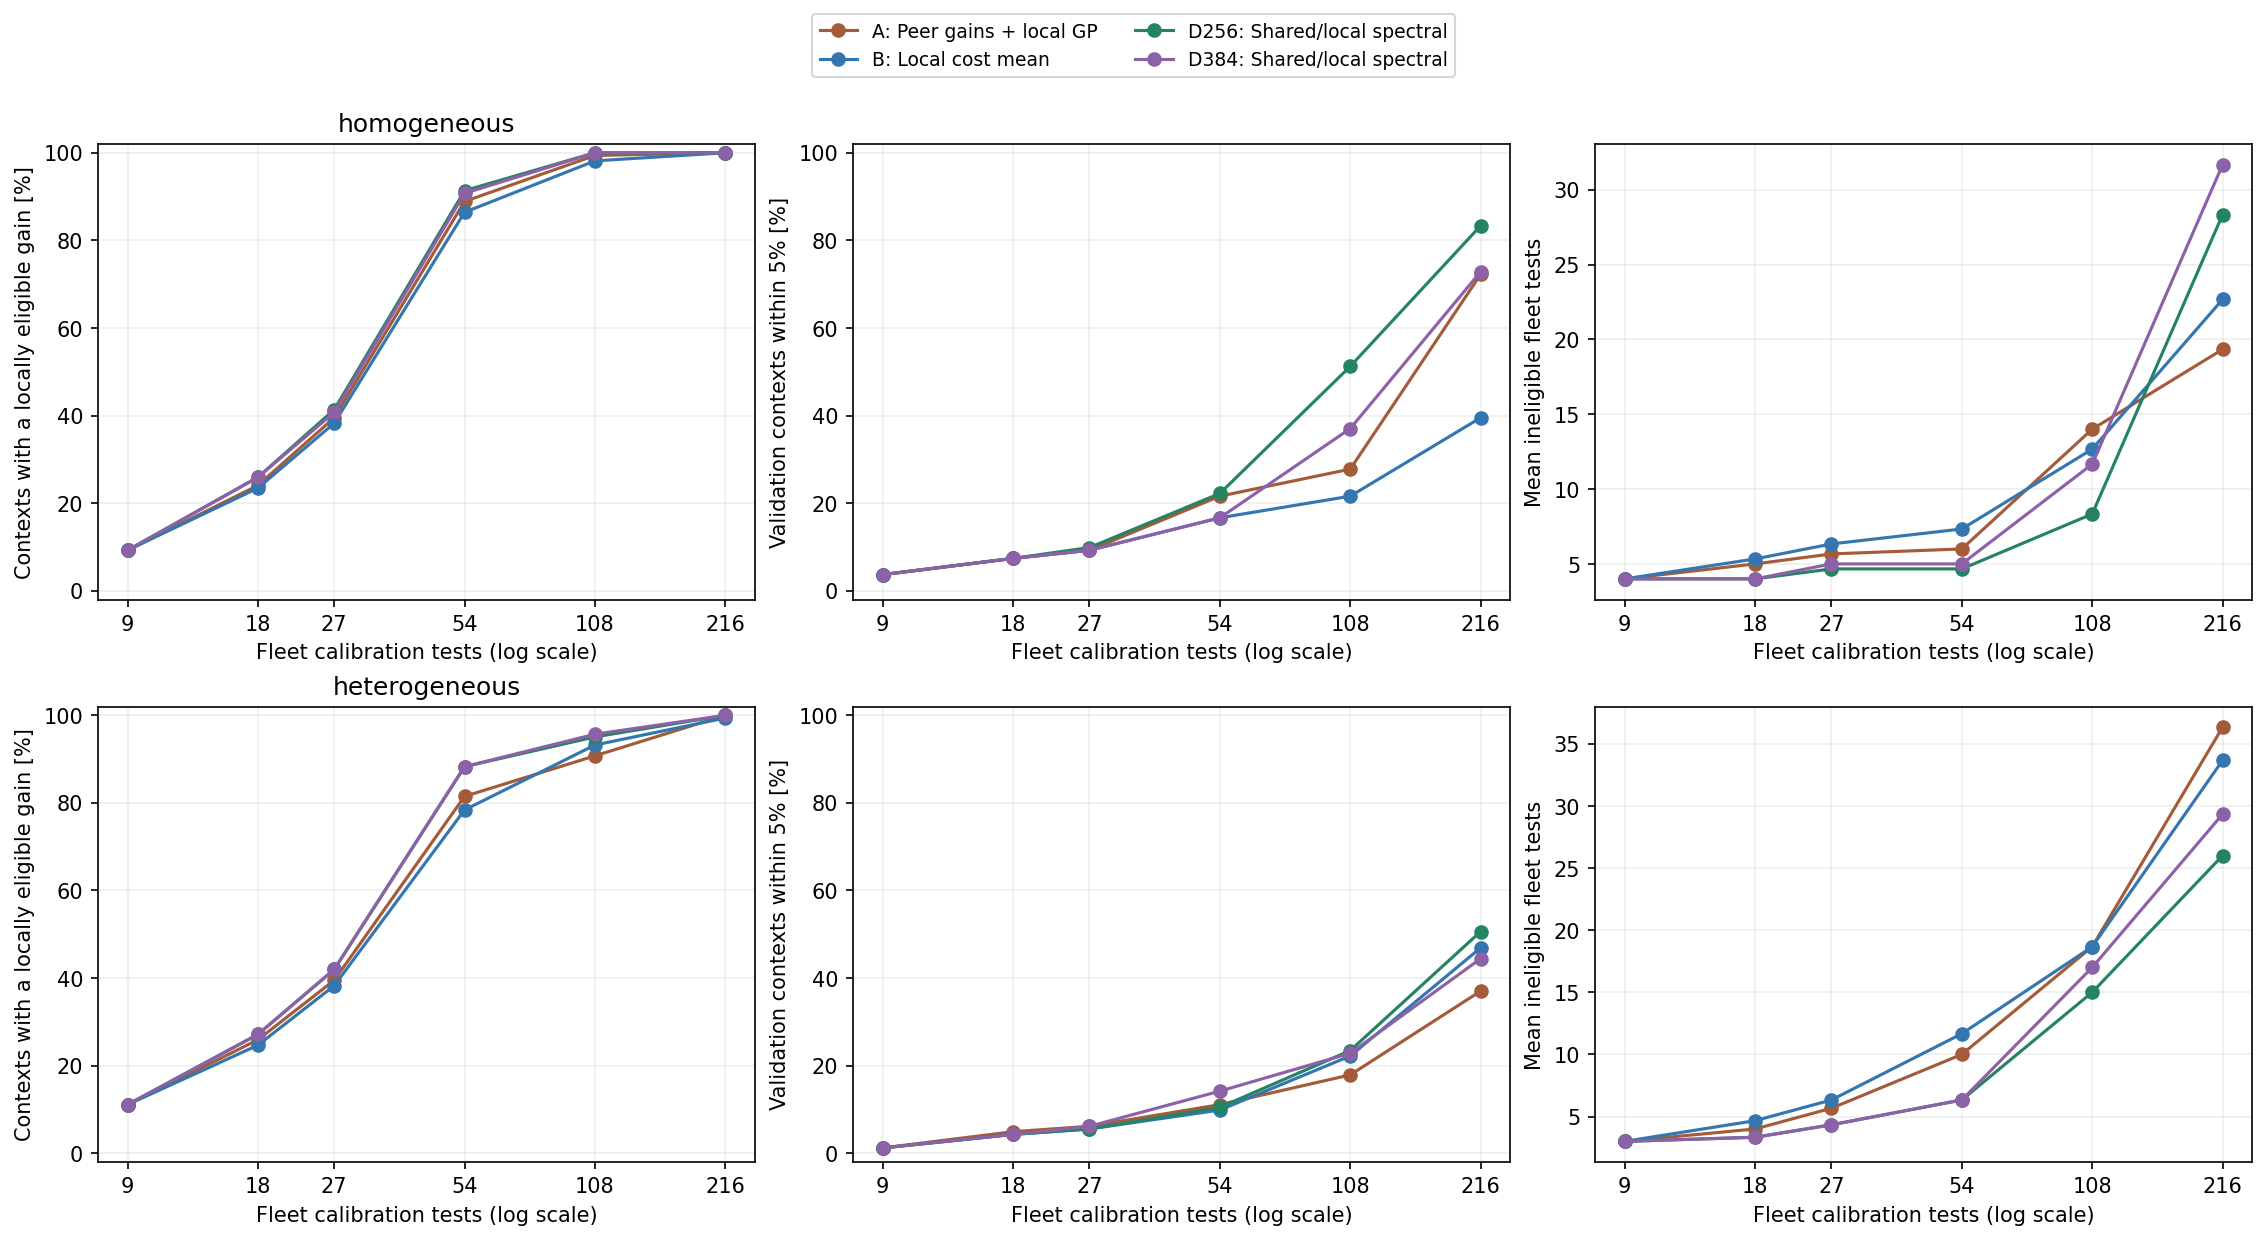 A: Peer gains + local GP
B: Local cost mean
D256: Shared/local spectral
D384: Shared/local spectral
homogeneous
Contexts with a locally eligible gain [%]
100
80
60
40
20
0
9 18 27 54 108 216
Fleet calibration tests (log scale)
Validation contexts within 5% [%]
100
80
60
40
20
0
9 18 27 54 108 216
Fleet calibration tests (log scale)
Mean ineligible fleet tests
30
25
20
15
10
5
9 18 27 54 108 216
Fleet calibration tests (log scale)
heterogeneous
Contexts with a locally eligible gain [%]
100
80
60
40
20
0
9 18 27 54 108 216
Fleet calibration tests (log scale)
Validation contexts within 5% [%]
100
80
60
40
20
0
9 18 27 54 108 216
Fleet calibration tests (log scale)
Mean ineligible fleet tests
35
30
25
20
15
10
5
9 18 27 54 108 216
Fleet calibration tests (log scale)